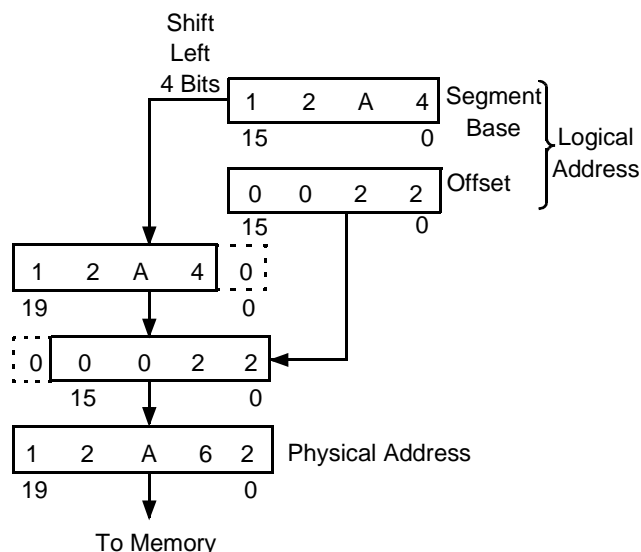 Shift
Left
4 Bits
1 2 A 4
Segment
Base
15 0
Logical
Address
0 0 2 2
Offset
15 0
1 2 A 4 0
19 0
0 0 0 2 2
15 0
1 2 A 6 2
Physical Address
19 0
To Memory